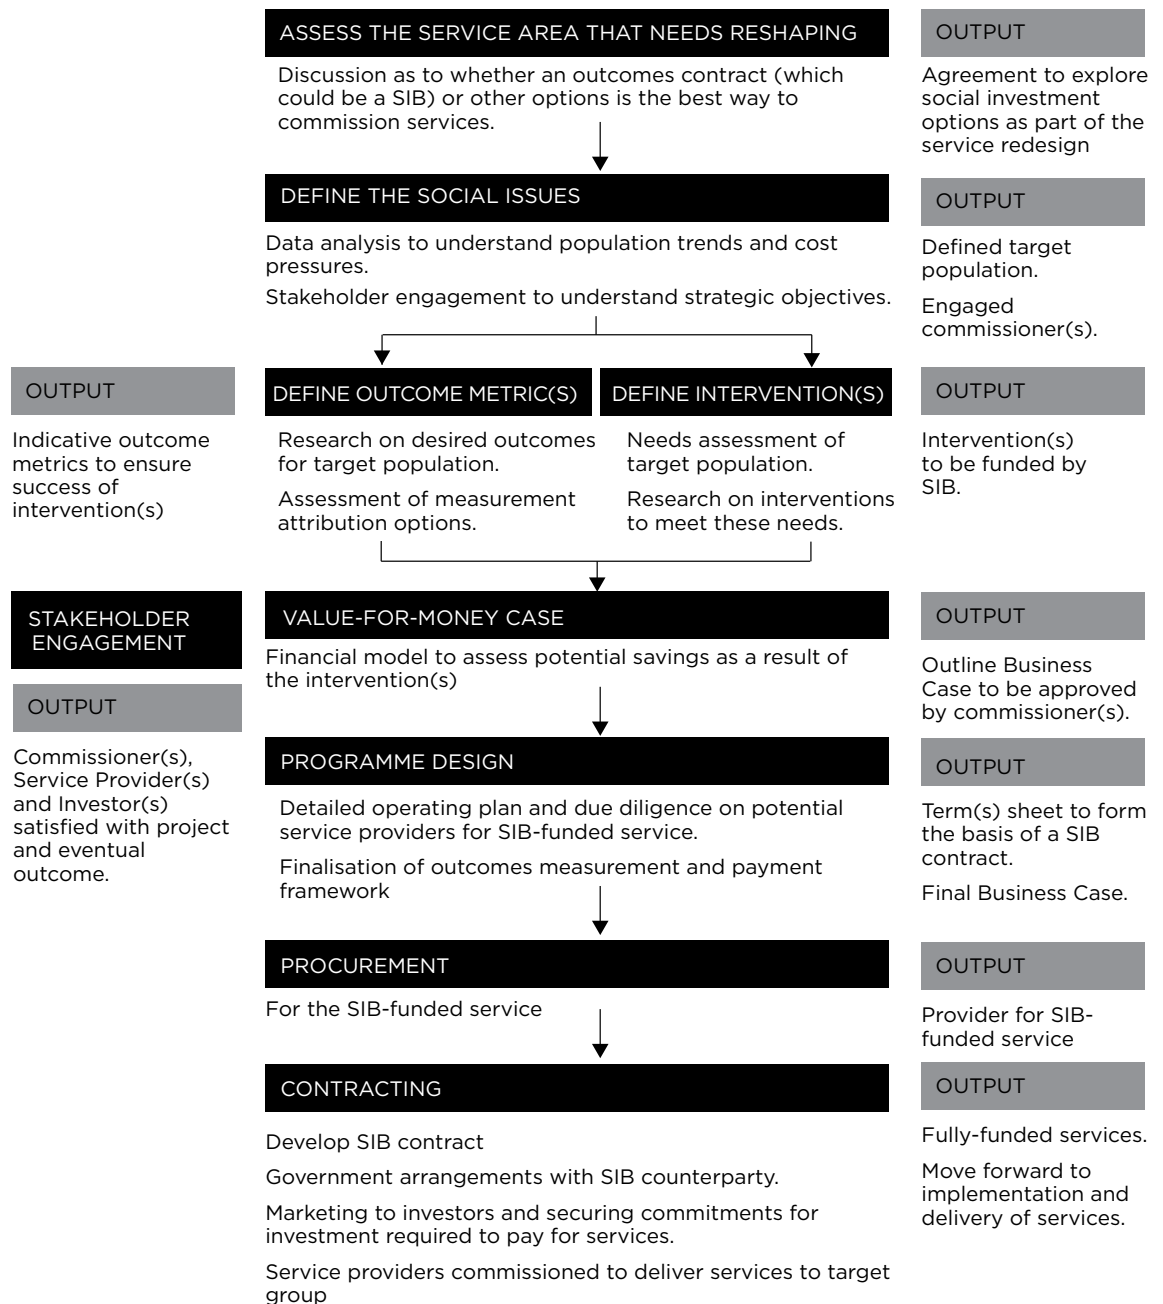 ASSESS THE SERVICE AREA THAT NEEDS RESHAPING
Discussion as to whether an outcomes contract (which
could be a SIB) or other options is the best way to
commission services.
OUTPUT
Agreement to explore
social investment
options as part of the
service redesign
DEFINE THE SOCIAL ISSUES
Data analysis to understand population trends and cost
pressures.
Stakeholder engagement to understand strategic objectives.
OUTPUT
Defined target
population.
Engaged
commissioner(s).
OUTPUT
Indicative outcome
metrics to ensure
success of
intervention(s)
DEFINE OUTCOME METRIC(S)
Research on desired outcomes
for target population.
Assessment of measurement
attribution options.
DEFINE INTERVENTION(S)
Needs assessment of
target population.
Research on interventions
to meet these needs.
OUTPUT
Intervention(s)
to be funded by
SIB.
STAKEHOLDER
ENGAGEMENT
OUTPUT
Commissioner(s),
Service Provider(s)
and Investor(s)
satisfied with project
and eventual
outcome.
VALUE-FOR-MONEY CASE
Financial model to assess potential savings as a result of
the intervention(s)
OUTPUT
Outline Business
Case to be approved
by commissioner(s).
PROGRAMME DESIGN
Detailed operating plan and due diligence on potential
service providers for SIB-funded service.
Finalisation of outcomes measurement and payment
framework
OUTPUT
Term(s) sheet to form
the basis of a SIB
contract.
Final Business Case.
PROCUREMENT
For the SIB-funded service
OUTPUT
Provider for SIB-
funded service
CONTRACTING
Develop SIB contract
Government arrangements with SIB counterparty.
Marketing to investors and securing commitments for
investment required to pay for services.
Service providers commissioned to deliver services to target
group
OUTPUT
Fully-funded services.
Move forward to
implementation and
delivery of services.